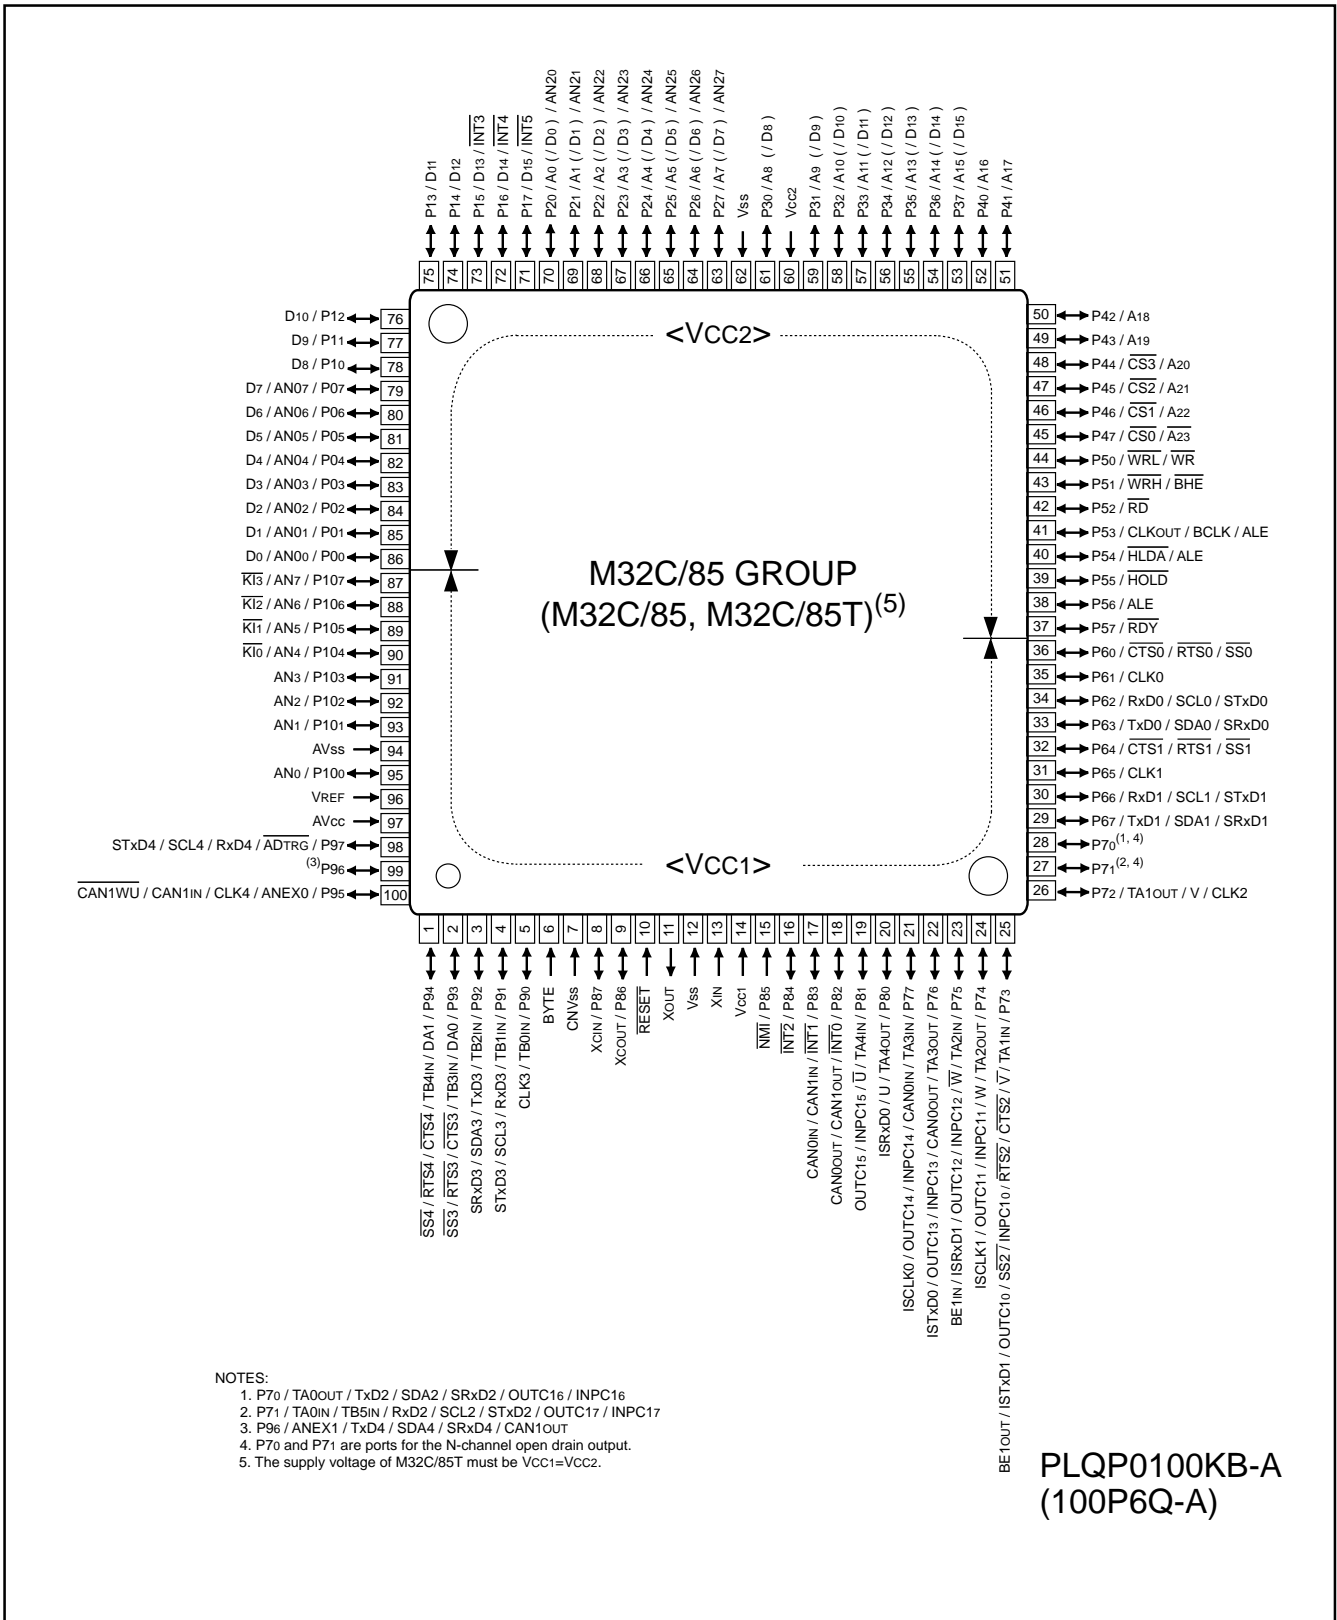 P13 / D11
P14 / D12
P15 / D13 / INT3
P16 / D14 / INT4
P17 / D15 / INT5
P20 / A0 ( / D0 ) / AN20
P21 / A1 ( / D1 ) / AN21
P22 / A2 ( / D2 ) / AN22
P23 / A3 ( / D3 ) / AN23
P24 / A4 ( / D4 ) / AN24
P25 / A5 ( / D5 ) / AN25
P26 / A6 ( / D6 ) / AN26
P27 / A7 ( / D7 ) / AN27
Vss
P30 / A8 ( / D8 )
Vcc2
P31 / A9 ( / D9 )
P32 / A10 ( / D10 )
P33 / A11 ( / D11 )
P34 / A12 ( / D12 )
P35 / A13 ( / D13 )
P36 / A14 ( / D14 )
P37 / A15 ( / D15 )
P40 / A16
P41 / A17
75 74 73 72 71 70 69 68 67 66 65 64 63 62 61 60 59 58 57 56 55 54 53 52 51
D10 / P12 76
D9 / P11 77
D8 / P10 78
D7 / AN07 / P07 79
D6 / AN06 / P06 80
D5 / AN05 / P05 81
D4 / AN04 / P04 82
D3 / AN03 / P03 83
D2 / AN02 / P02 84
D1 / AN01 / P01 85
D0 / AN00 / P00 86
KI3 / AN7 / P107 87
KI2 / AN6 / P106 88
KI1 / AN5 / P105 89
KI0 / AN4 / P104 90
AN3 / P103 91
AN2 / P102 92
AN1 / P101 93
AVss 94
AN0 / P100 95
VREF 96
AVcc 97
STxD4 / SCL4 / RxD4 / ADTRG / P97 98
(3)P96 99
CAN1WU / CAN1IN / CLK4 / ANEX0 / P95 100
<VCC2>
M32C/85 GROUP
(M32C/85, M32C/85T)(5)
<VCC1>
50 P42 / A18
49 P43 / A19
48 P44 / CS3 / A20
47 P45 / CS2 / A21
46 P46 / CS1 / A22
45 P47 / CS0 / A23
44 P50 / WRL / WR
43 P51 / WRH / BHE
42 P52 / RD
41 P53 / CLKOUT / BCLK / ALE
40 P54 / HLDA / ALE
39 P55 / HOLD
38 P56 / ALE
37 P57 / RDY
36 P60 / CTS0 / RTS0 / SS0
35 P61 / CLK0
34 P62 / RxD0 / SCL0 / STxD0
33 P63 / TxD0 / SDA0 / SRxD0
32 P64 / CTS1 / RTS1 / SS1
31 P65 / CLK1
30 P66 / RxD1 / SCL1 / STxD1
29 P67 / TxD1 / SDA1 / SRxD1
28 P70(1, 4)
27 P71(2, 4)
26 P72 / TA1OUT / V / CLK2
1 2 3 4 5 6 7 8 9 10 11 12 13 14 15 16 17 18 19 20 21 22 23 24 25
SS4 / RTS4 / CTS4 / TB4IN / DA1 / P94
SS3 / RTS3 / CTS3 / TB3IN / DA0 / P93
SRxD3 / SDA3 / TxD3 / TB2IN / P92
STxD3 / SCL3 / RxD3 / TB1IN / P91
CLK3 / TB0IN / P90
BYTE
CNVss
XCIN / P87
XCOUT / P86
RESET
XOUT
Vss
XIN
Vcc1
NMI / P85
INT2 / P84
CAN0IN / CAN1IN / INT1 / P83
CAN0OUT / CAN1OUT / INT0 / P82
OUTC15 / INPC15 / U / TA4IN / P81
ISRxD0 / U / TA4OUT / P80
ISCLK0 / OUTC14 / INPC14 / CAN0IN / TA3IN / P77
ISTxD0 / OUTC13 / INPC13 / CAN0OUT / TA3OUT / P76
BE1IN / ISRxD1 / OUTC12 / INPC12 / W / TA2IN / P75
ISCLK1 / OUTC11 / INPC11 / W / TA2OUT / P74
BE1OUT / ISTxD1 / OUTC10 / SS2 / INPC10 / RTS2 / CTS2 / V / TA1IN / P73
NOTES:
1. P70 / TA0OUT / TxD2 / SDA2 / SRxD2 / OUTC16 / INPC16
2. P71 / TA0IN / TB5IN / RxD2 / SCL2 / STxD2 / OUTC17 / INPC17
3. P96 / ANEX1 / TxD4 / SDA4 / SRxD4 / CAN1OUT
4. P70 and P71 are ports for the N-channel open drain output.
5. The supply voltage of M32C/85T must be VCC1=VCC2.
PLQP0100KB-A
(100P6Q-A)